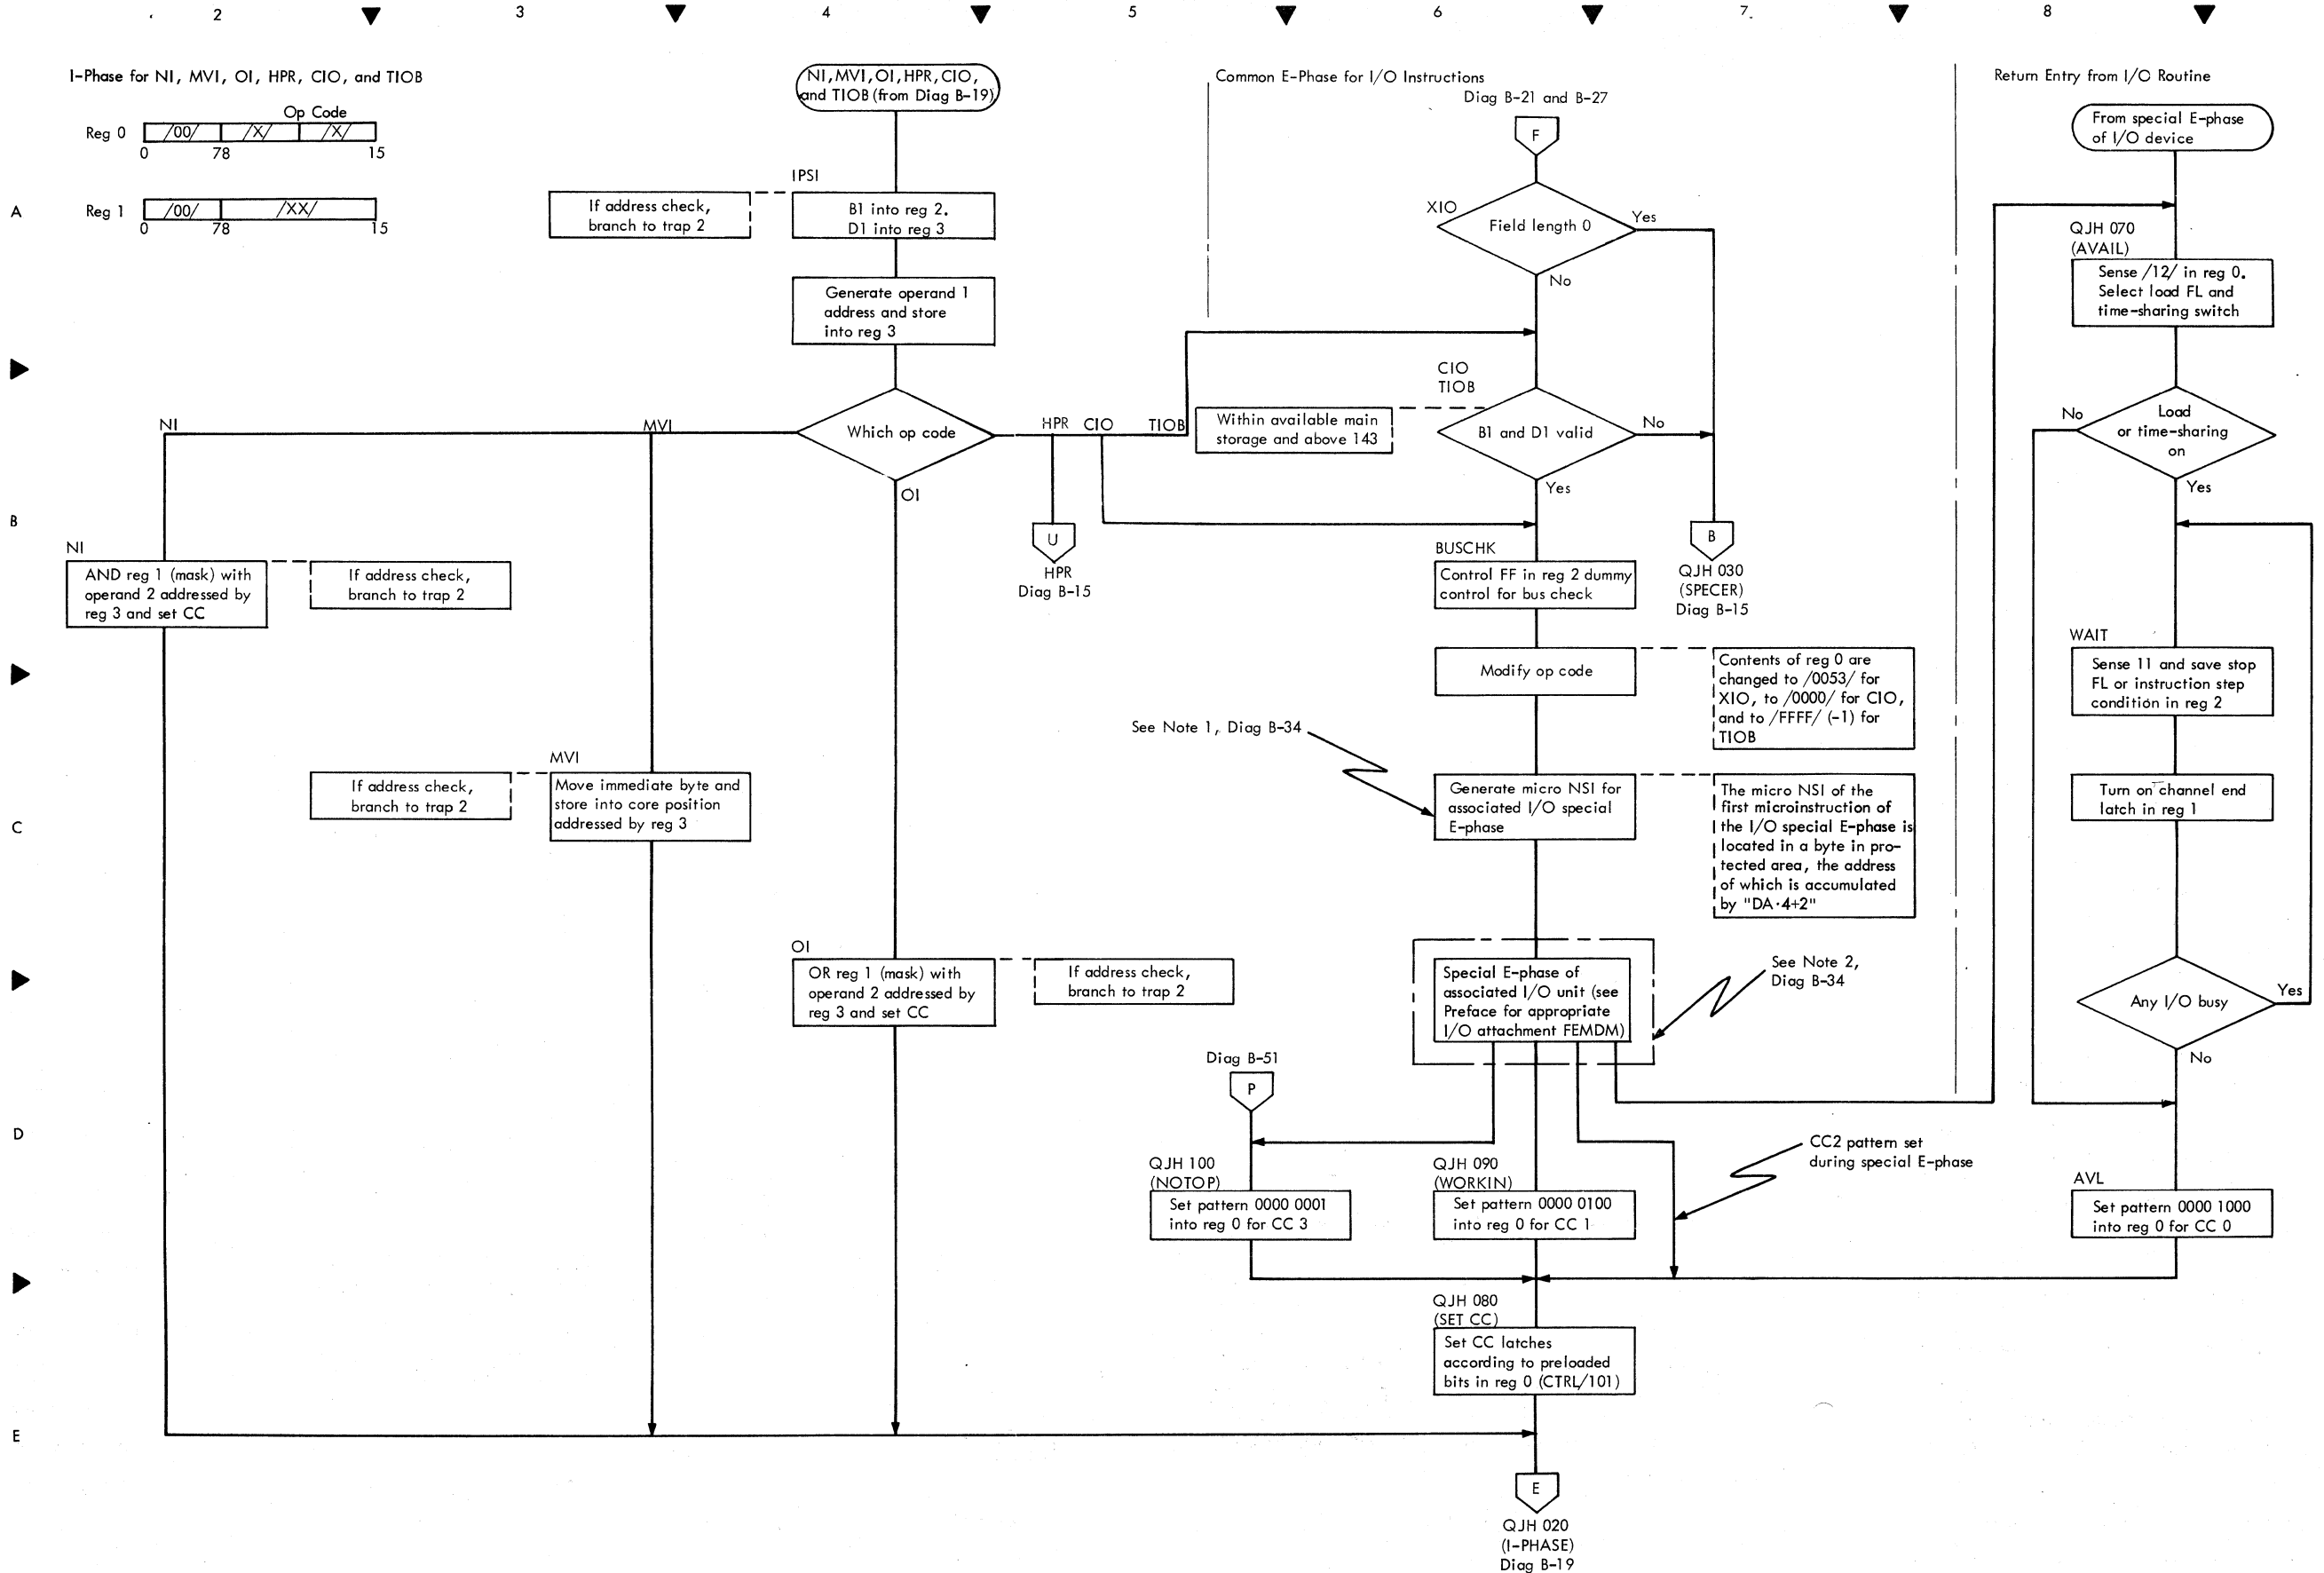 2 3 4 5 6 7 8
I-Phase for NI, MVI, OI, HPR, CIO, and TIOB
Op Code
Reg 0 /00/ /X/ /X/
0 78 15
Reg 1 /00/ /XX/
0 78 15
A
B
C
D
E
NI, MVI, OI, HPR, CIO,
and TIOB (from Diag B-19)
IPSI
If address check,
branch to trap 2
B1 into reg 2.
D1 into reg 3
Generate operand 1
address and store
into reg 3
Which op code
NI
MVI
OI
HPR CIO TIOB
U
HPR
Diag B-15
NI
AND reg 1 (mask) with
operand 2 addressed by
reg 3 and set CC
If address check,
branch to trap 2
MVI
If address check,
branch to trap 2
Move immediate byte and
store into core position
addressed by reg 3
OI
OR reg 1 (mask) with
operand 2 addressed by
reg 3 and set CC
If address check,
branch to trap 2
Common E-Phase for I/O Instructions
Diag B-21 and B-27
F
XIO
Field length 0
Yes
No
CIO
TIOB
Within available main
storage and above 143
B1 and D1 valid
No
Yes
B
QJH 030
(SPECER)
Diag B-15
BUSCHK
Control FF in reg 2 dummy
control for bus check
Modify op code
Contents of reg 0 are
changed to /0053/ for
XIO, to /0000/ for CIO,
and to /FFFF/ (-1) for
TIOB
See Note 1, Diag B-34
Generate micro NSI for
associated I/O special
E-phase
The micro NSI of the
first microinstruction of
the I/O special E-phase is
located in a byte in pro-
tected area, the address
of which is accumulated
by "DA·4+2"
Special E-phase of
associated I/O unit (see
Preface for appropriate
I/O attachment FEMDM)
See Note 2,
Diag B-34
Diag B-51
P
QJH 100
(NOTOP)
Set pattern 0000 0001
into reg 0 for CC 3
QJH 090
(WORKIN)
Set pattern 0000 0100
into reg 0 for CC 1
CC2 pattern set
during special E-phase
QJH 080
(SET CC)
Set CC latches
according to preloaded
bits in reg 0 (CTRL/101)
E
QJH 020
(I-PHASE)
Diag B-19
Return Entry from I/O Routine
From special E-phase
of I/O device
QJH 070
(AVAIL)
Sense /12/ in reg 0.
Select load FL and
time-sharing switch
Load
or time-sharing
on
No
Yes
WAIT
Sense 11 and save stop
FL or instruction step
condition in reg 2
Turn on channel end
latch in reg 1
Any I/O busy
Yes
No
AVL
Set pattern 0000 1000
into reg 0 for CC 0